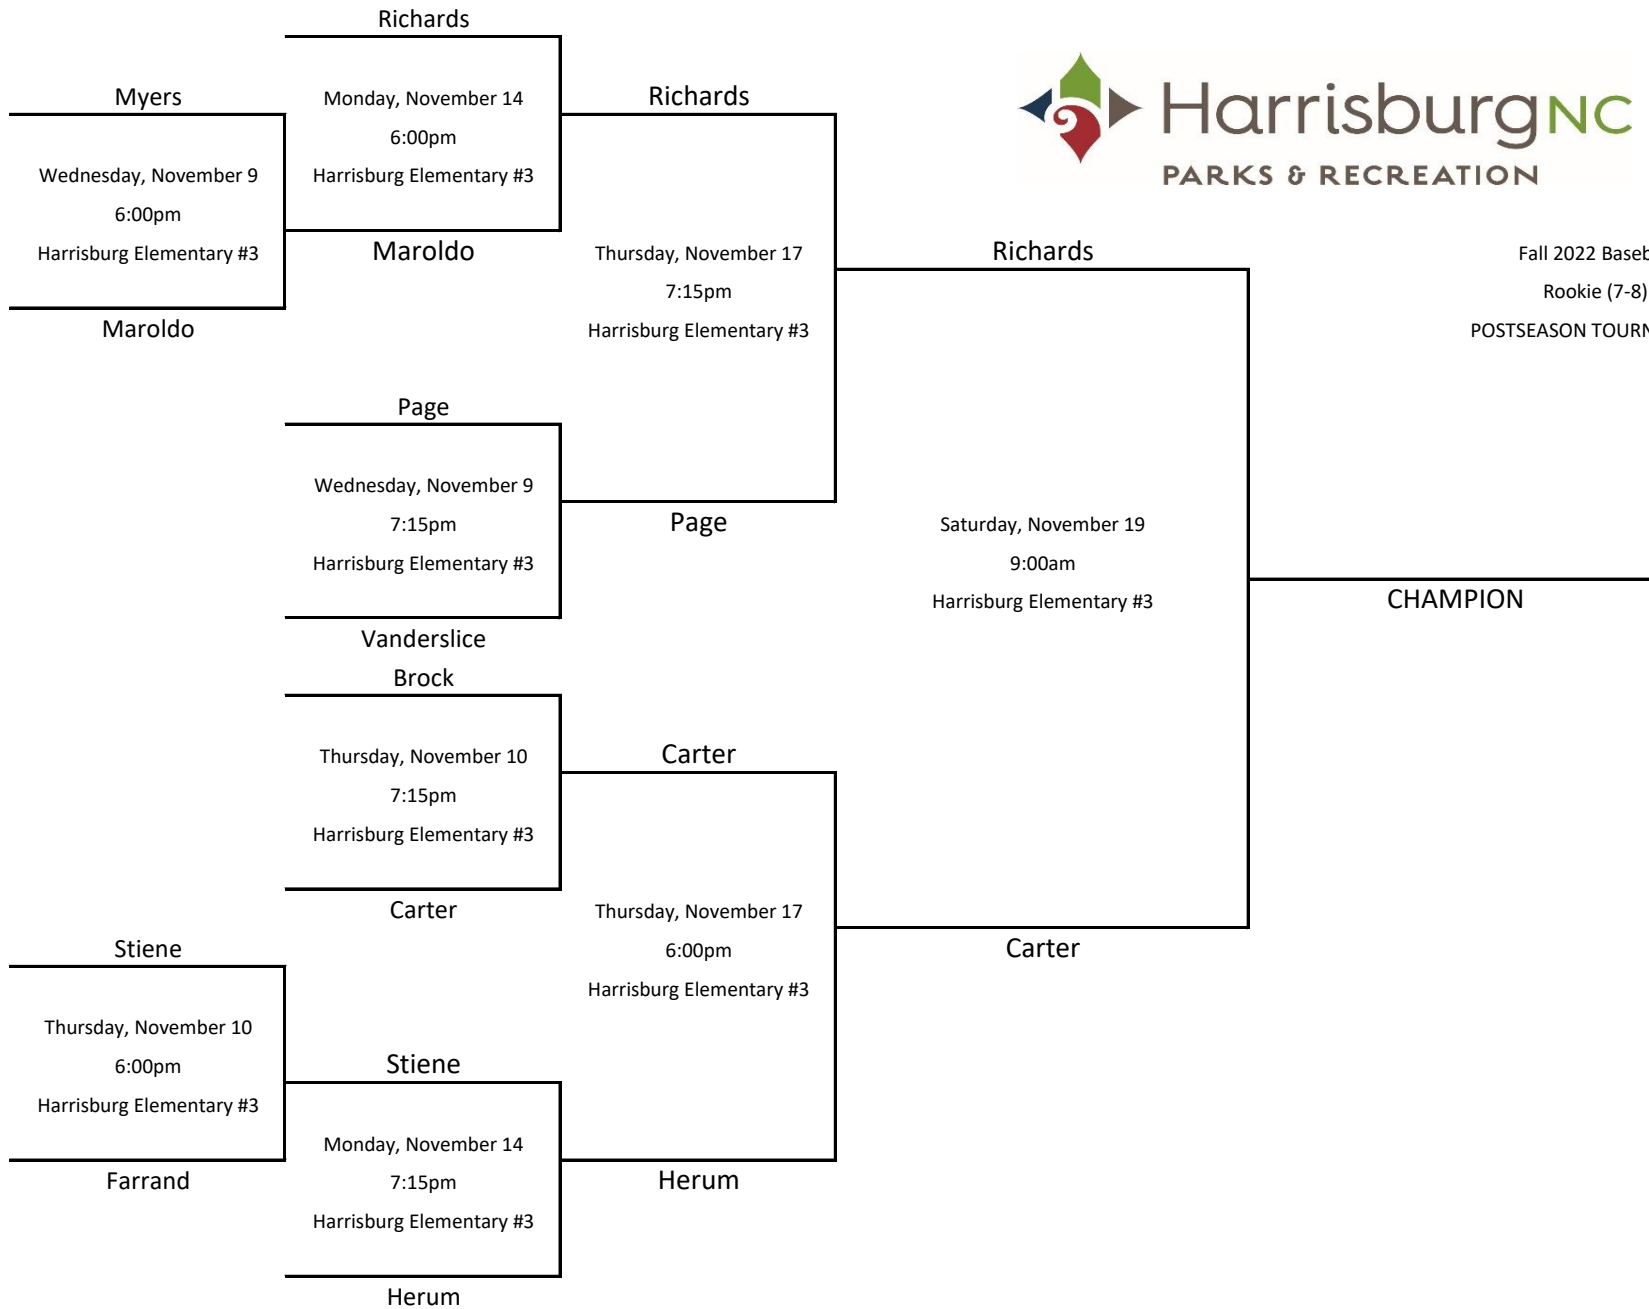 Richards
Myers
Monday, November 14
6:00pm
Harrisburg Elementary #3
Richards
HarrisburgNC
PARKS & RECREATION
Wednesday, November 9
6:00pm
Harrisburg Elementary #3
Maroldo
Maroldo
Thursday, November 17
7:15pm
Harrisburg Elementary #3
Richards
Fall 2022 Baseb
Rookie (7-8)
POSTSEASON TOURN
Page
Wednesday, November 9
7:15pm
Harrisburg Elementary #3
Page
Vanderslice
Saturday, November 19
9:00am
Harrisburg Elementary #3
CHAMPION
Brock
Thursday, November 10
7:15pm
Harrisburg Elementary #3
Carter
Carter
Thursday, November 17
6:00pm
Harrisburg Elementary #3
Carter
Stiene
Thursday, November 10
6:00pm
Harrisburg Elementary #3
Farrand
Stiene
Monday, November 14
7:15pm
Harrisburg Elementary #3
Herum
Herum